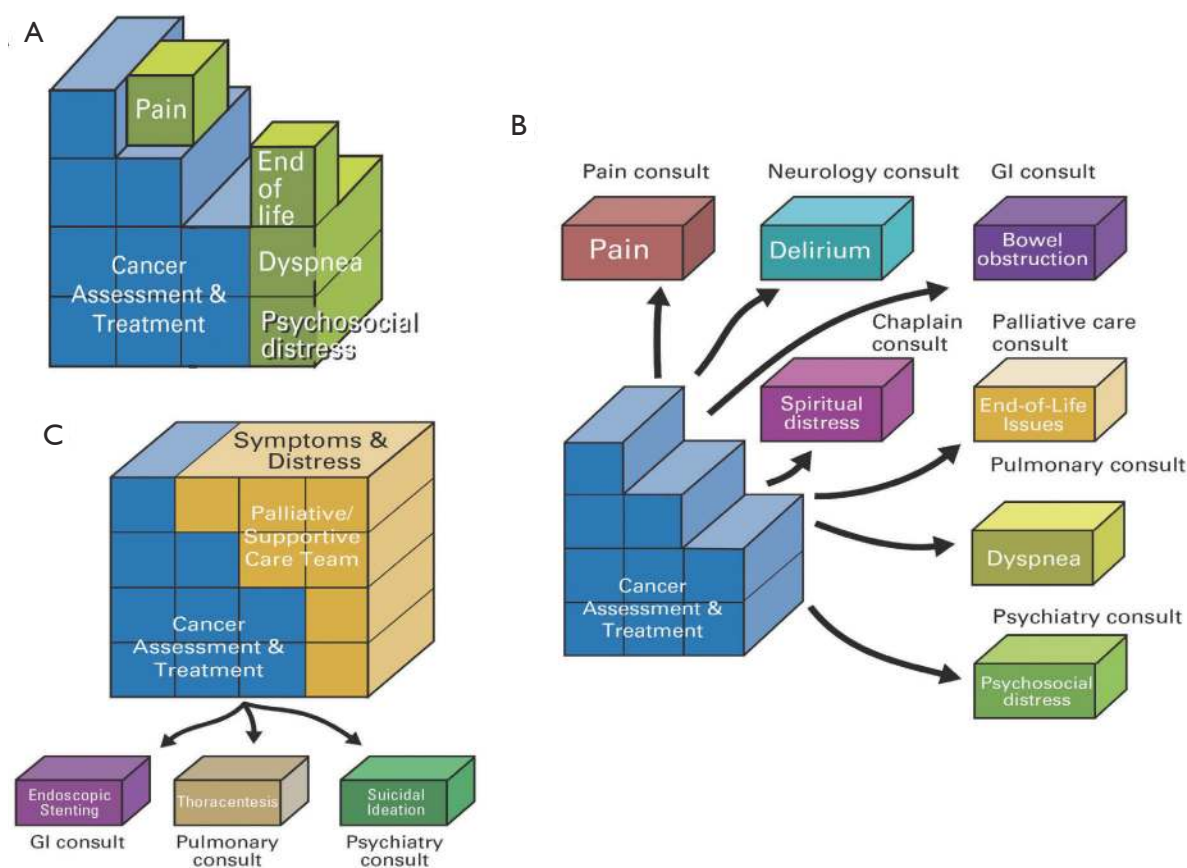 A
Pain
End
of
life
Cancer
Assessment &
Treatment
Dyspnea
Psychosocial
distress
B
Pain consult
Pain
Neurology consult
Delirium
GI consult
Bowel
obstruction
Chaplain
consult
Spiritual
distress
Palliative care
consult
End-of-Life
Issues
Pulmonary consult
Dyspnea
Psychiatry consult
Psychosocial
distress
Cancer
Assessment &
Treatment
C
Symptoms &
Distress
Palliative/
Supportive
Care Team
Cancer
Assessment &
Treatment
Endoscopic
Stenting
GI consult
Thoracentesis
Pulmonary
consult
Suicidal
Ideation
Psychiatry
consult